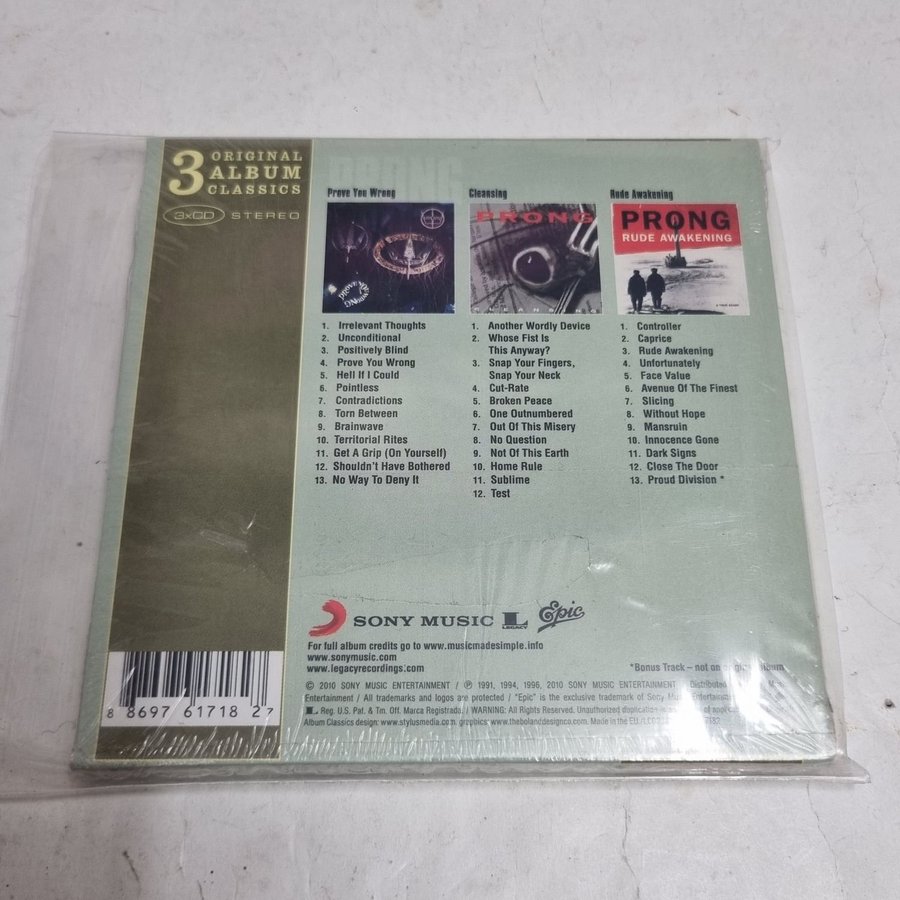 3 ORIGINAL
ALBUM
CLASSICS
3xCD STEREO
PRONG
Prove You Wrong
Cleansing
Rude Awakening
PROVE YOU WRONG
PRONG
PRONG
RUDE AWAKENING
1. Irrelevant Thoughts
2. Unconditional
3. Positively Blind
4. Prove You Wrong
5. Hell If I Could
6. Pointless
7. Contradictions
8. Torn Between
9. Brainwave
10. Territorial Rites
11. Get A Grip (On Yourself)
12. Shouldn't Have Bothered
13. No Way To Deny It
1. Another Wordly Device
2. Whose Fist Is
This Anyway?
3. Snap Your Fingers,
Snap Your Neck
4. Cut-Rate
5. Broken Peace
6. One Outnumbered
7. Out Of This Misery
8. No Question
9. Not Of This Earth
10. Home Rule
11. Sublime
12. Test
1. Controller
2. Caprice
3. Rude Awakening
4. Unfortunately
5. Face Value
6. Avenue Of The Finest
7. Slicing
8. Without Hope
9. Mansruin
10. Innocence Gone
11. Dark Signs
12. Close The Door
13. Proud Division *
SONY MUSIC L LEGACY Epic
For full album credits go to www.musicmadesimple.info
www.sonymusic.com
www.legacyrecordings.com
*Bonus Track – not on original album
© 2010 SONY MUSIC ENTERTAINMENT / ℗ 1991, 1994, 1996, 2010 SONY MUSIC ENTERTAINMENT / Distributed
Entertainment / All trademarks and logos are protected / "Epic" is the exclusive trademark of Sony Music Entertainment
L Reg. U.S. Pat. & Tm. Off. Marca Registrada. / WARNING: All Rights Reserved. Unauthorized duplication
Album Classics design: www.stylusmedia.com. graphics: www.thebolanddesignco.com. Made in the EU
8 8697 61718 2 7